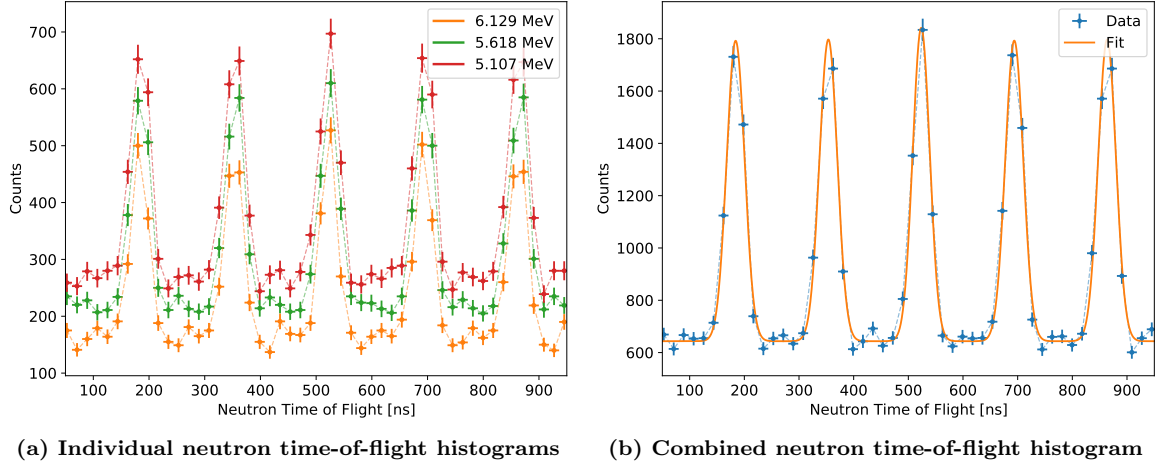 700
600
500
400
300
200
100
Counts
6.129 MeV
5.618 MeV
5.107 MeV
100 200 300 400 500 600 700 800 900
Neutron Time of Flight [ns]
(a) Individual neutron time-of-flight histograms
1800
1600
1400
1200
1000
800
600
Counts
Data
Fit
100 200 300 400 500 600 700 800 900
Neutron Time of Flight [ns]
(b) Combined neutron time-of-flight histogram